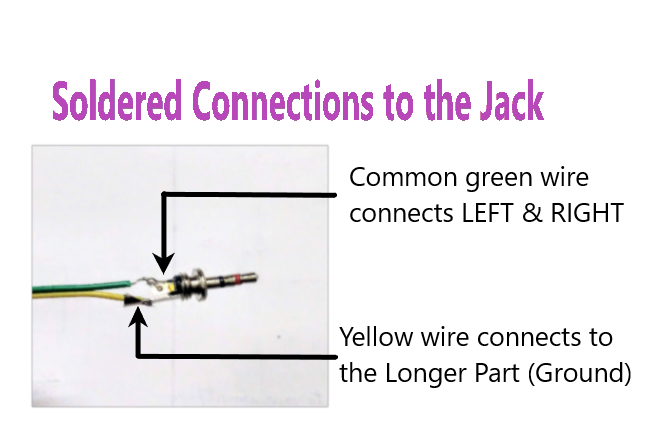 Soldered Connections to the Jack
Common green wire
connects LEFT & RIGHT
Yellow wire connects to
the Longer Part (Ground)